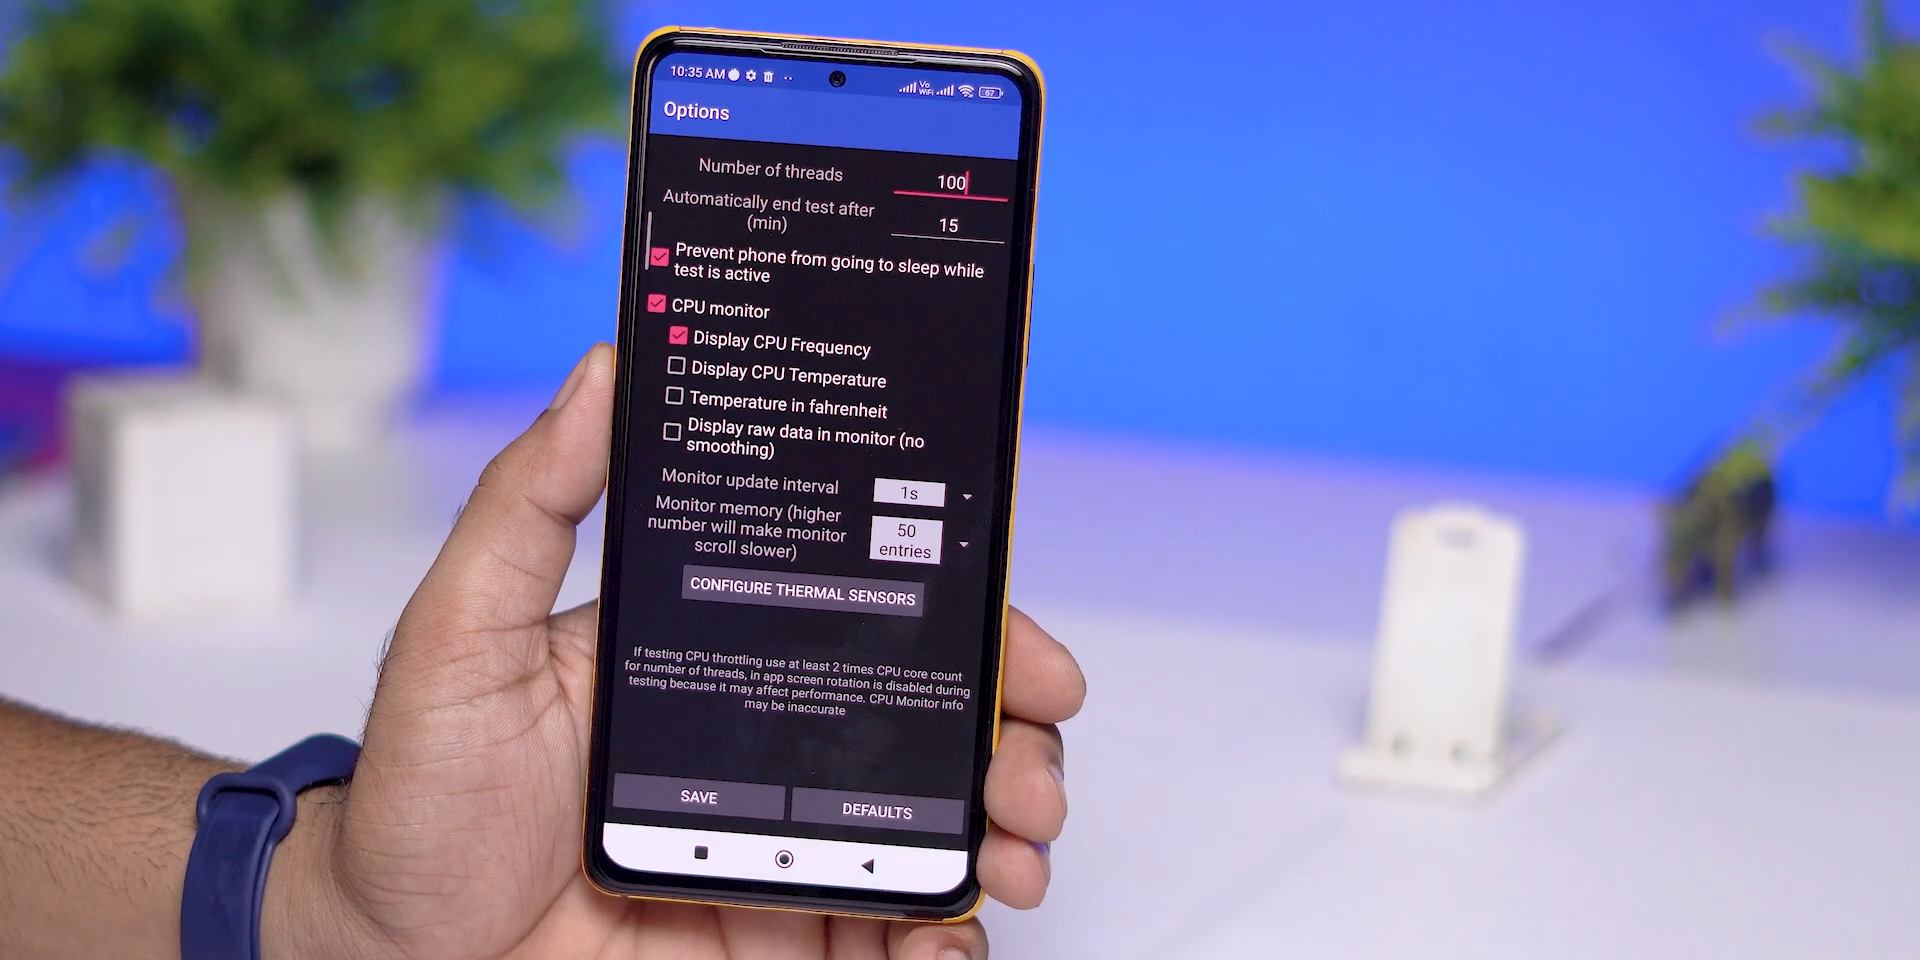 10:35 AM
Vo
WiFi
67
Options
Number of threads
100
Automatically end test after
(min)
15
Prevent phone from going to sleep while
test is active
CPU monitor
Display CPU Frequency
Display CPU Temperature
Temperature in fahrenheit
Display raw data in monitor (no
smoothing)
Monitor update interval
1s
Monitor memory (higher
number will make monitor
scroll slower)
50
entries
CONFIGURE THERMAL SENSORS
If testing CPU throttling use at least 2 times CPU core count
for number of threads, in app screen rotation is disabled during
testing because it may affect performance. CPU Monitor info
may be inaccurate
SAVE
DEFAULTS